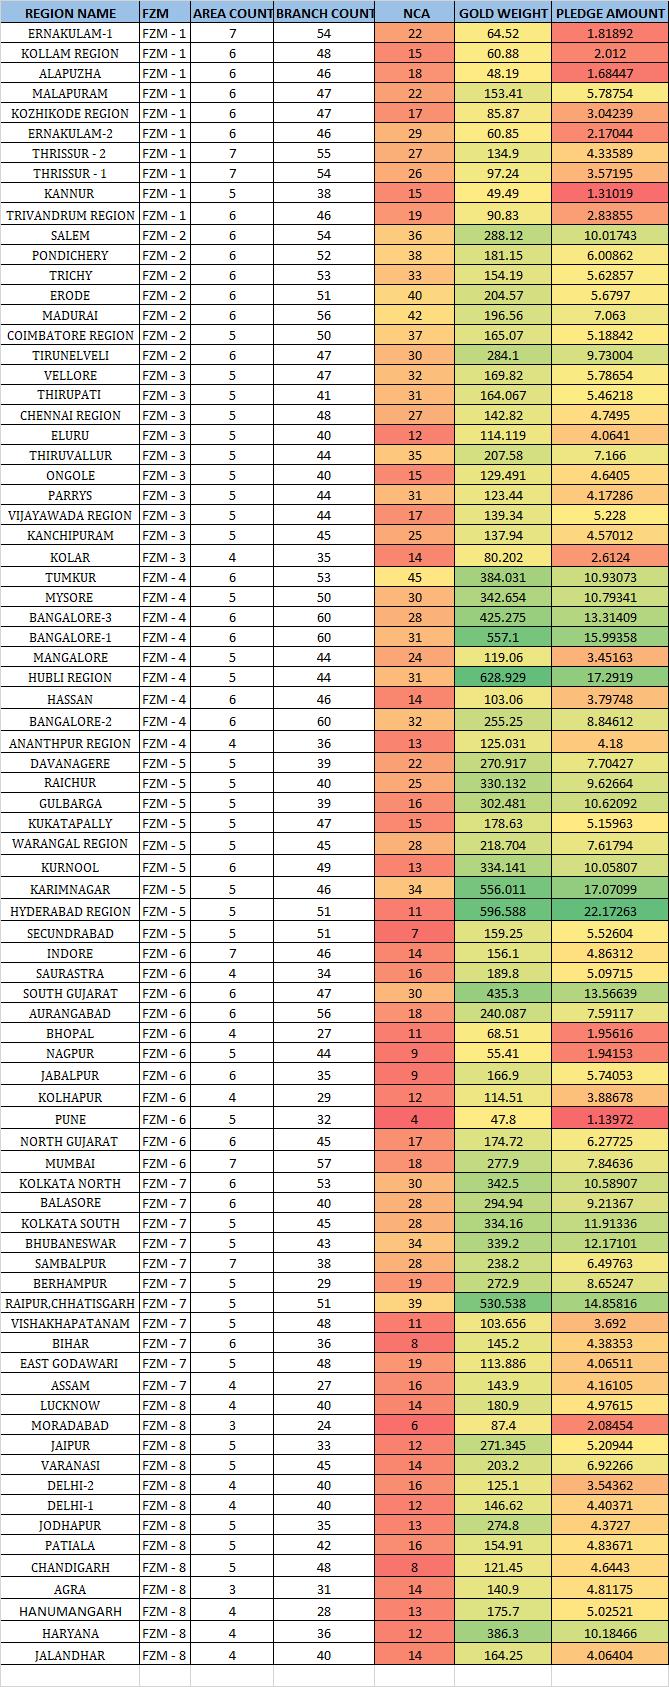 REGION NAME FZM AREA COUNT BRANCH COUNT NCA GOLD WEIGHT PLEDGE AMOUNT
ERNAKULAM-1 FZM - 1 7 54 22 64.52 1.81892
KOLLAM REGION FZM - 1 6 48 15 60.88 2.012
ALAPUZHA FZM - 1 6 46 18 48.19 1.68447
MALAPURAM FZM - 1 6 47 22 153.41 5.78754
KOZHIKODE REGION FZM - 1 6 47 17 85.87 3.04239
ERNAKULAM-2 FZM - 1 6 46 29 60.85 2.17044
THRISSUR - 2 FZM - 1 7 55 27 134.9 4.33589
THRISSUR - 1 FZM - 1 7 54 26 97.24 3.57195
KANNUR FZM - 1 5 38 15 49.49 1.31019
TRIVANDRUM REGION FZM - 1 6 46 19 90.83 2.83855
SALEM FZM - 2 6 54 36 288.12 10.01743
PONDICHERY FZM - 2 6 52 38 181.15 6.00862
TRICHY FZM - 2 6 53 33 154.19 5.62857
ERODE FZM - 2 6 51 40 204.57 5.6797
MADURAI FZM - 2 6 56 42 196.56 7.063
COIMBATORE REGION FZM - 2 5 50 37 165.07 5.18842
TIRUNELVELI FZM - 2 6 47 30 284.1 9.73004
VELLORE FZM - 3 5 47 32 169.82 5.78654
THIRUPATI FZM - 3 5 41 31 164.067 5.46218
CHENNAI REGION FZM - 3 5 48 27 142.82 4.7495
ELURU FZM - 3 5 40 12 114.119 4.0641
THIRUVALLUR FZM - 3 5 44 35 207.58 7.166
ONGOLE FZM - 3 5 40 15 129.491 4.6405
PARRYS FZM - 3 5 44 31 123.44 4.17286
VIJAYAWADA REGION FZM - 3 5 44 17 139.34 5.228
KANCHIPURAM FZM - 3 5 45 25 137.94 4.57012
KOLAR FZM - 3 4 35 14 80.202 2.6124
TUMKUR FZM - 4 6 53 45 384.031 10.93073
MYSORE FZM - 4 5 50 30 342.654 10.79341
BANGALORE-3 FZM - 4 6 60 28 425.275 13.31409
BANGALORE-1 FZM - 4 6 60 31 557.1 15.99358
MANGALORE FZM - 4 5 44 24 119.06 3.45163
HUBLI REGION FZM - 4 5 44 31 628.929 17.2919
HASSAN FZM - 4 6 46 14 103.06 3.79748
BANGALORE-2 FZM - 4 6 60 32 255.25 8.84612
ANANTHPUR REGION FZM - 4 4 36 13 125.031 4.18
DAVANAGERE FZM - 5 5 39 22 270.917 7.70427
RAICHUR FZM - 5 5 40 25 330.132 9.62664
GULBARGA FZM - 5 5 39 16 302.481 10.62092
KUKATAPALLY FZM - 5 5 47 15 178.63 5.15963
WARANGAL REGION FZM - 5 5 45 28 218.704 7.61794
KURNOOL FZM - 5 6 49 13 334.141 10.05807
KARIMNAGAR FZM - 5 5 46 34 556.011 17.07099
HYDERABAD REGION FZM - 5 5 51 11 596.588 22.17263
SECUNDRABAD FZM - 5 5 51 7 159.25 5.52604
INDORE FZM - 6 7 46 14 156.1 4.86312
SAURASTRA FZM - 6 4 34 16 189.8 5.09715
SOUTH GUJARAT FZM - 6 6 47 30 435.3 13.56639
AURANGABAD FZM - 6 6 56 18 240.087 7.59117
BHOPAL FZM - 6 4 27 11 68.51 1.95616
NAGPUR FZM - 6 5 44 9 55.41 1.94153
JABALPUR FZM - 6 6 35 9 166.9 5.74053
KOLHAPUR FZM - 6 4 29 12 114.51 3.88678
PUNE FZM - 6 5 32 4 47.8 1.13972
NORTH GUJARAT FZM - 6 6 45 17 174.72 6.27725
MUMBAI FZM - 6 7 57 18 277.9 7.84636
KOLKATA NORTH FZM - 7 6 53 30 342.5 10.58907
BALASORE FZM - 7 6 40 28 294.94 9.21367
KOLKATA SOUTH FZM - 7 5 45 28 334.16 11.91336
BHUBANESWAR FZM - 7 5 43 34 339.2 12.17101
SAMBALPUR FZM - 7 7 38 28 238.2 6.49763
BERHAMPUR FZM - 7 5 29 19 272.9 8.65247
RAIPUR,CHHATISGARH FZM - 7 5 51 39 530.538 14.85816
VISHAKHAPATANAM FZM - 7 5 48 11 103.656 3.692
BIHAR FZM - 7 6 36 8 145.2 4.38353
EAST GODAWARI FZM - 7 5 48 19 113.886 4.06511
ASSAM FZM - 7 4 27 16 143.9 4.16105
LUCKNOW FZM - 8 4 40 14 180.9 4.97615
MORADABAD FZM - 8 3 24 6 87.4 2.08454
JAIPUR FZM - 8 5 33 12 271.345 5.20944
VARANASI FZM - 8 5 45 14 203.2 6.92266
DELHI-2 FZM - 8 4 40 16 125.1 3.54362
DELHI-1 FZM - 8 4 40 12 146.62 4.40371
JODHAPUR FZM - 8 5 35 13 274.8 4.3727
PATIALA FZM - 8 5 42 16 154.91 4.83671
CHANDIGARH FZM - 8 5 48 8 121.45 4.6443
AGRA FZM - 8 3 31 14 140.9 4.81175
HANUMANGARH FZM - 8 4 28 13 175.7 5.02521
HARYANA FZM - 8 4 36 12 386.3 10.18466
JALANDHAR FZM - 8 4 40 14 164.25 4.06404